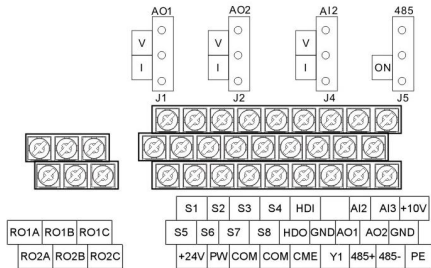 AO1 AO2 AI2 485
V V V
I I I ON
J1 J2 J4 J5
S1 S2 S3 S4 HDI AI2 AI3 +10V
RO1A RO1B RO1C S5 S6 S7 S8 HDO GND AO1 AO2 GND
RO2A RO2B RO2C +24V PW COM COM CME Y1 485+ 485- PE